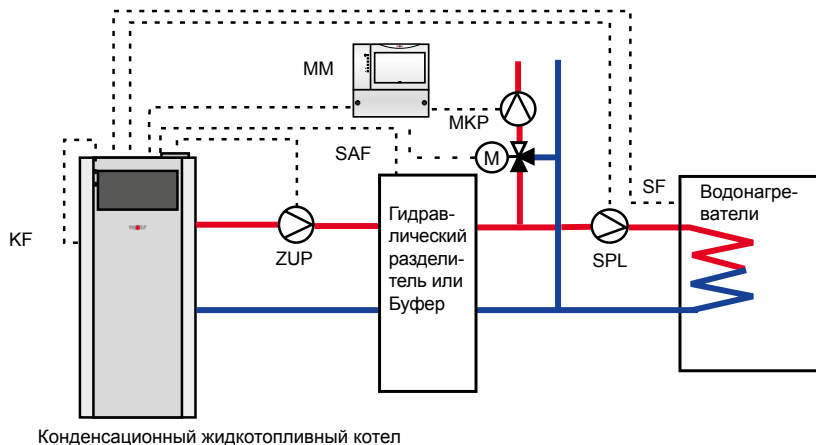 MM
MKP
M
SAF
SF
KF
ZUP
SPL
Гидрав-
лический
раздели-
тель или
Буфер
Водонагре-
ватели
Конденсационный жидкотопливный котел